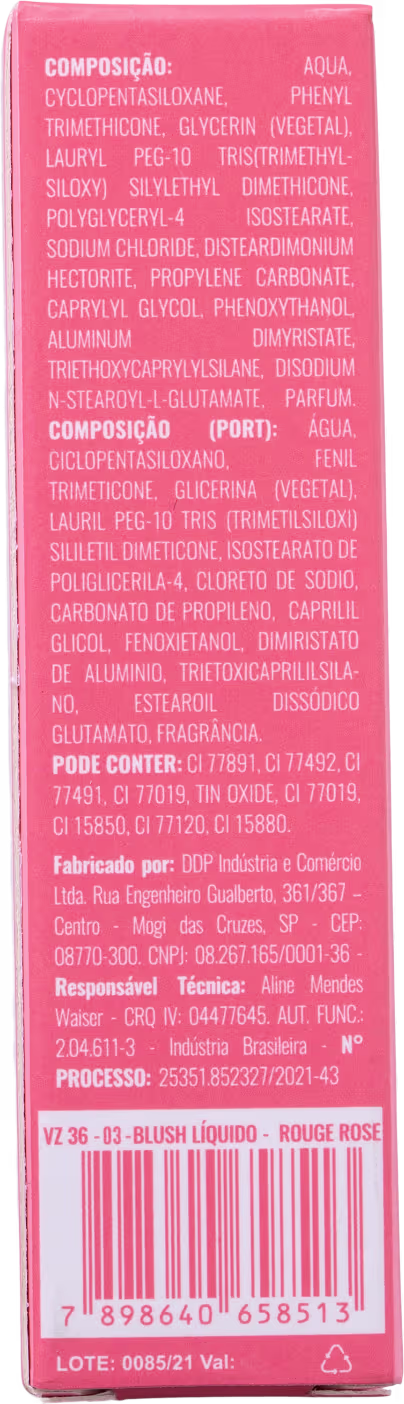 COMPOSIÇÃO: AQUA,
CYCLOPENTASILOXANE, PHENYL
TRIMETHICONE, GLYCERIN (VEGETAL),
LAURYL PEG-10 TRIS(TRIMETHYL-
SILOXY) SILYLETHYL DIMETHICONE,
POLYGLYCERYL-4 ISOSTEARATE,
SODIUM CHLORIDE, DISTEARDIMONIUM
HECTORITE, PROPYLENE CARBONATE,
CAPRYLYL GLYCOL, PHENOXYTHANOL,
ALUMINUM DIMYRISTATE,
TRIETHOXYCAPRYLYLSILANE, DISODIUM
N-STEAROYL-L-GLUTAMATE, PARFUM.
COMPOSIÇÃO (PORT): ÁGUA,
CICLOPENTASILOXANO, FENIL
TRIMETICONE, GLICERINA (VEGETAL),
LAURIL PEG-10 TRIS (TRIMETILSILOXI)
SILILETIL DIMETICONE, ISOSTEARATO DE
POLIGLICERILA-4, CLORETO DE SODIO,
CARBONATO DE PROPILENO, CAPRILIL
GLICOL, FENOXIETANOL, DIMIRISTATO
DE ALUMINIO, TRIETOXICAPRILILSILA-
NO, ESTEAROIL DISSÓDICO
GLUTAMATO, FRAGRÂNCIA.
PODE CONTER: CI 77891, CI 77492, CI
77491, CI 77019, TIN OXIDE, CI 77019,
CI 15850, CI 77120, CI 15880.
Fabricado por: DDP Indústria e Comércio
Ltda. Rua Engenheiro Gualberto, 361/367 –
Centro - Mogi das Cruzes, SP - CEP:
08770-300. CNPJ: 08.267.165/0001-36 -
Responsável Técnica: Aline Mendes
Waiser - CRQ IV: 04477645. AUT. FUNC.:
2.04.611-3 - Indústria Brasileira - N°
PROCESSO: 25351.852327/2021-43
VZ 36 - 03 - BLUSH LÍQUIDO - ROUGE ROSE
7 898640 658513
LOTE: 0085/21 Val: